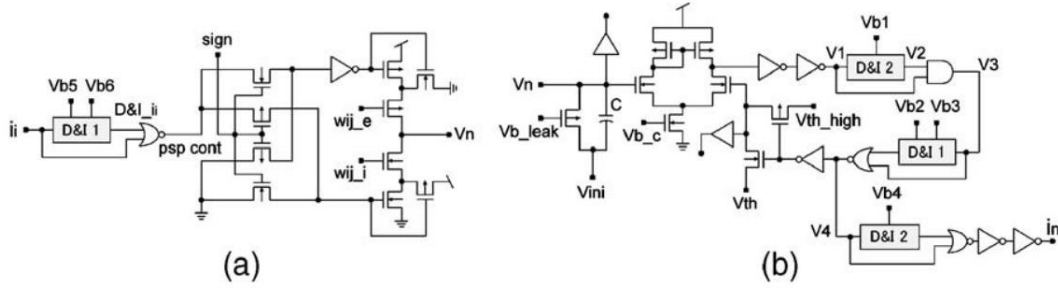 sign
Vb5 Vb6
D&I_ii
ii
D&I 1
psp cont
wij_e
Vn
wij_i
(a)
Vn
C
Vb_leak
Vb_c
Vini
Vth_high
Vth
Vb1
V1
D&I 2
V2
V3
Vb2 Vb3
D&I 1
Vb4
V4
D&I 2
in
(b)